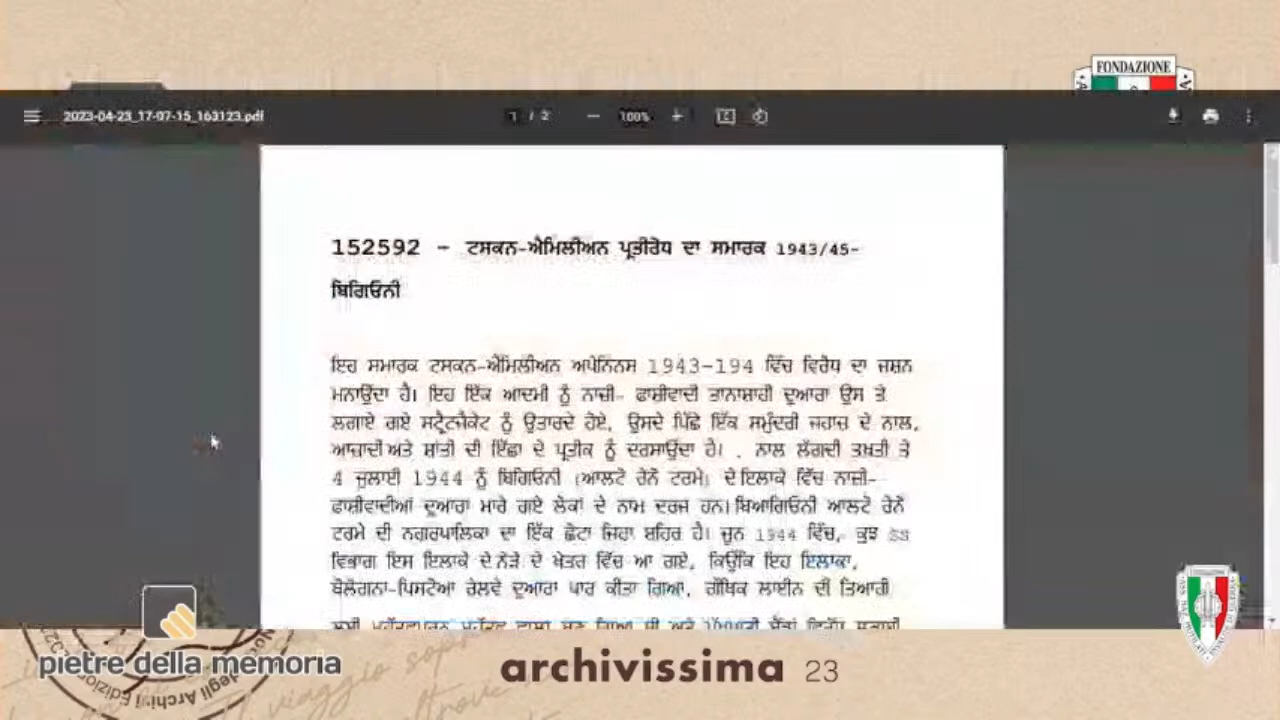 FONDAZIONE
2023-04-23_17-07-15_163123.pdf
1 / 2
100%
152592 - ਟਸਕਨ-ਐਮਿਲੀਅਨ ਪ੍ਰਤੀਰੋਧ ਦਾ ਸਮਾਰਕ 1943/45-
ਬਿਗਿਓਨੀ
ਇਹ ਸਮਾਰਕ ਟਸਕਨ-ਐਮਿਲੀਅਨ ਅਪੇਨਿਨਸ 1943-194 ਵਿੱਚ ਵਿਰੋਧ ਦਾ ਜਸ਼ਨ
ਮਨਾਉਂਦਾ ਹੈ। ਇਹ ਇੱਕ ਆਦਮੀ ਨੂੰ ਨਾਜ਼ੀ- ਫਾਸ਼ੀਵਾਦੀ ਤਾਨਾਸ਼ਾਹੀ ਦੁਆਰਾ ਉਸ ਤੇ
ਲਗਾਏ ਗਏ ਸਟ੍ਰੈਟਜੈਕੇਟ ਨੂੰ ਉਤਾਰਦੇ ਹੋਏ, ਉਸਦੇ ਪਿੱਛੇ ਇੱਕ ਸਮੁੰਦਰੀ ਜਹਾਜ਼ ਦੇ ਨਾਲ,
ਆਜ਼ਾਦੀ ਅਤੇ ਸ਼ਾਂਤੀ ਦੀ ਇੱਛਾ ਦੇ ਪ੍ਰਤੀਕ ਨੂੰ ਦਰਸਾਉਂਦਾ ਹੈ। . ਨਾਲ ਲੱਗਦੀ ਤਖ਼ਤੀ ਤੇ
4 ਜੁਲਾਈ 1944 ਨੂੰ ਬਿਗਿਓਨੀ (ਆਲਟੋ ਰੇਨੋ ਟਰਮੇ) ਦੇ ਇਲਾਕੇ ਵਿੱਚ ਨਾਜ਼ੀ-
ਫਾਸ਼ੀਵਾਦੀਆਂ ਦੁਆਰਾ ਮਾਰੇ ਗਏ ਲੋਕਾਂ ਦੇ ਨਾਮ ਦਰਜ ਹਨ। ਬਿਆਗਿਓਨੀ ਆਲਟੋ ਰੇਨੋ
ਟਰਮੇ ਦੀ ਨਗਰਪਾਲਿਕਾ ਦਾ ਇੱਕ ਛੋਟਾ ਜਿਹਾ ਸ਼ਹਿਰ ਹੈ। ਜੂਨ 1944 ਵਿੱਚ, ਕੁਝ SS
ਵਿਭਾਗ ਇਸ ਇਲਾਕੇ ਦੇ ਨੇੜੇ ਦੇ ਖੇਤਰ ਵਿੱਚ ਆ ਗਏ, ਕਿਉਂਕਿ ਇਹ ਇਲਾਕਾ,
ਬੋਲੋਗਨਾ-ਪਿਸਟੋਆ ਰੇਲਵੇ ਦੁਆਰਾ ਪਾਰ ਕੀਤਾ ਗਿਆ, ਗੌਥਿਕ ਲਾਈਨ ਦੀ ਤਿਆਰੀ
pietre della memoria
archivissima 23
degli Archivi